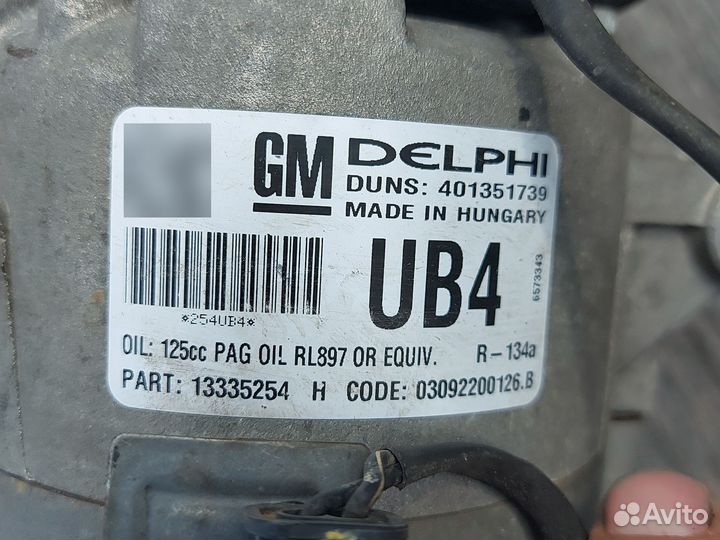 GM DELPHI
DUNS: 401351739
MADE IN HUNGARY
UB4
6573343
*254UB4*
OIL: 125cc PAG OIL RL897 OR EQUIV. R-134a
PART: 13335254 H CODE: 03092200126.B
Avito